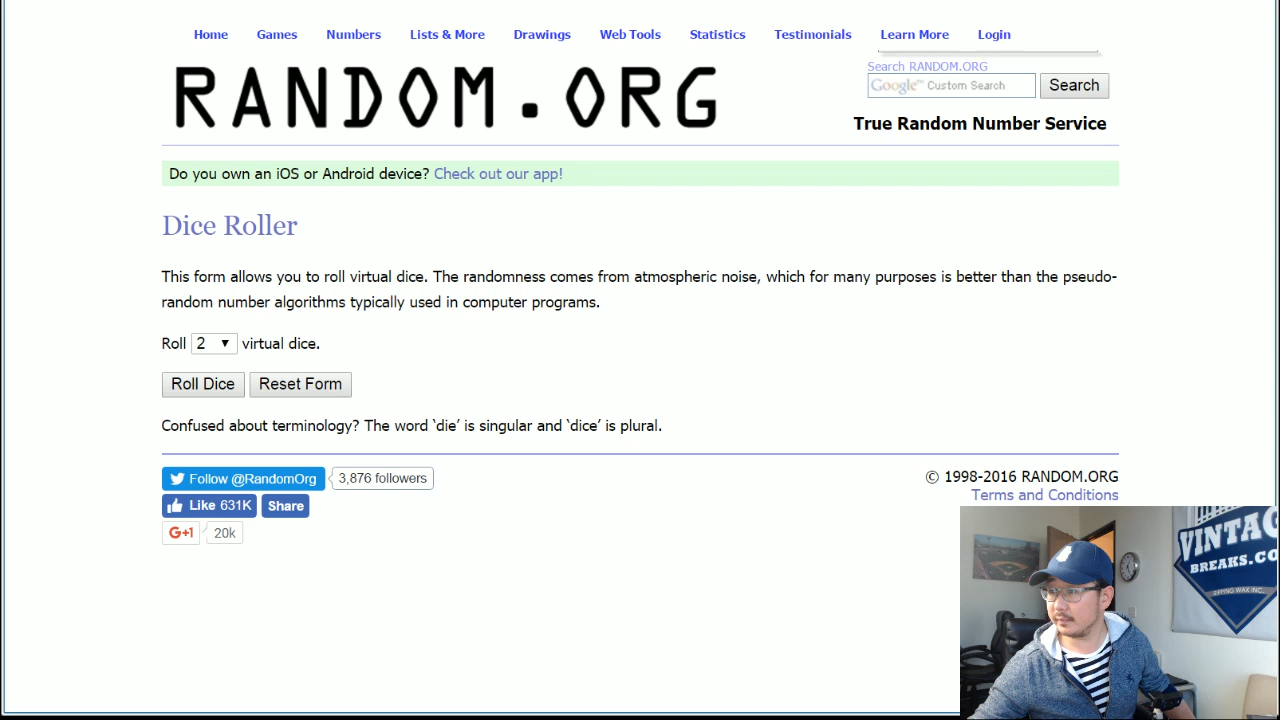 Home Games Numbers Lists & More Drawings Web Tools Statistics Testimonials Learn More Login
RANDOM.ORG
Search RANDOM.ORG
Google™ Custom Search Search
True Random Number Service
Do you own an iOS or Android device? Check out our app!
Dice Roller
This form allows you to roll virtual dice. The randomness comes from atmospheric noise, which for many purposes is better than the pseudo-
random number algorithms typically used in computer programs.
Roll 2 virtual dice.
Roll Dice Reset Form
Confused about terminology? The word ‘die’ is singular and ‘dice’ is plural.
Follow @RandomOrg 3,876 followers
Like 631K Share
G+1 20k
© 1998-2016 RANDOM.ORG
Terms and Conditions
VINTAG
BREAKS.CO
RIPPING WAX INC.